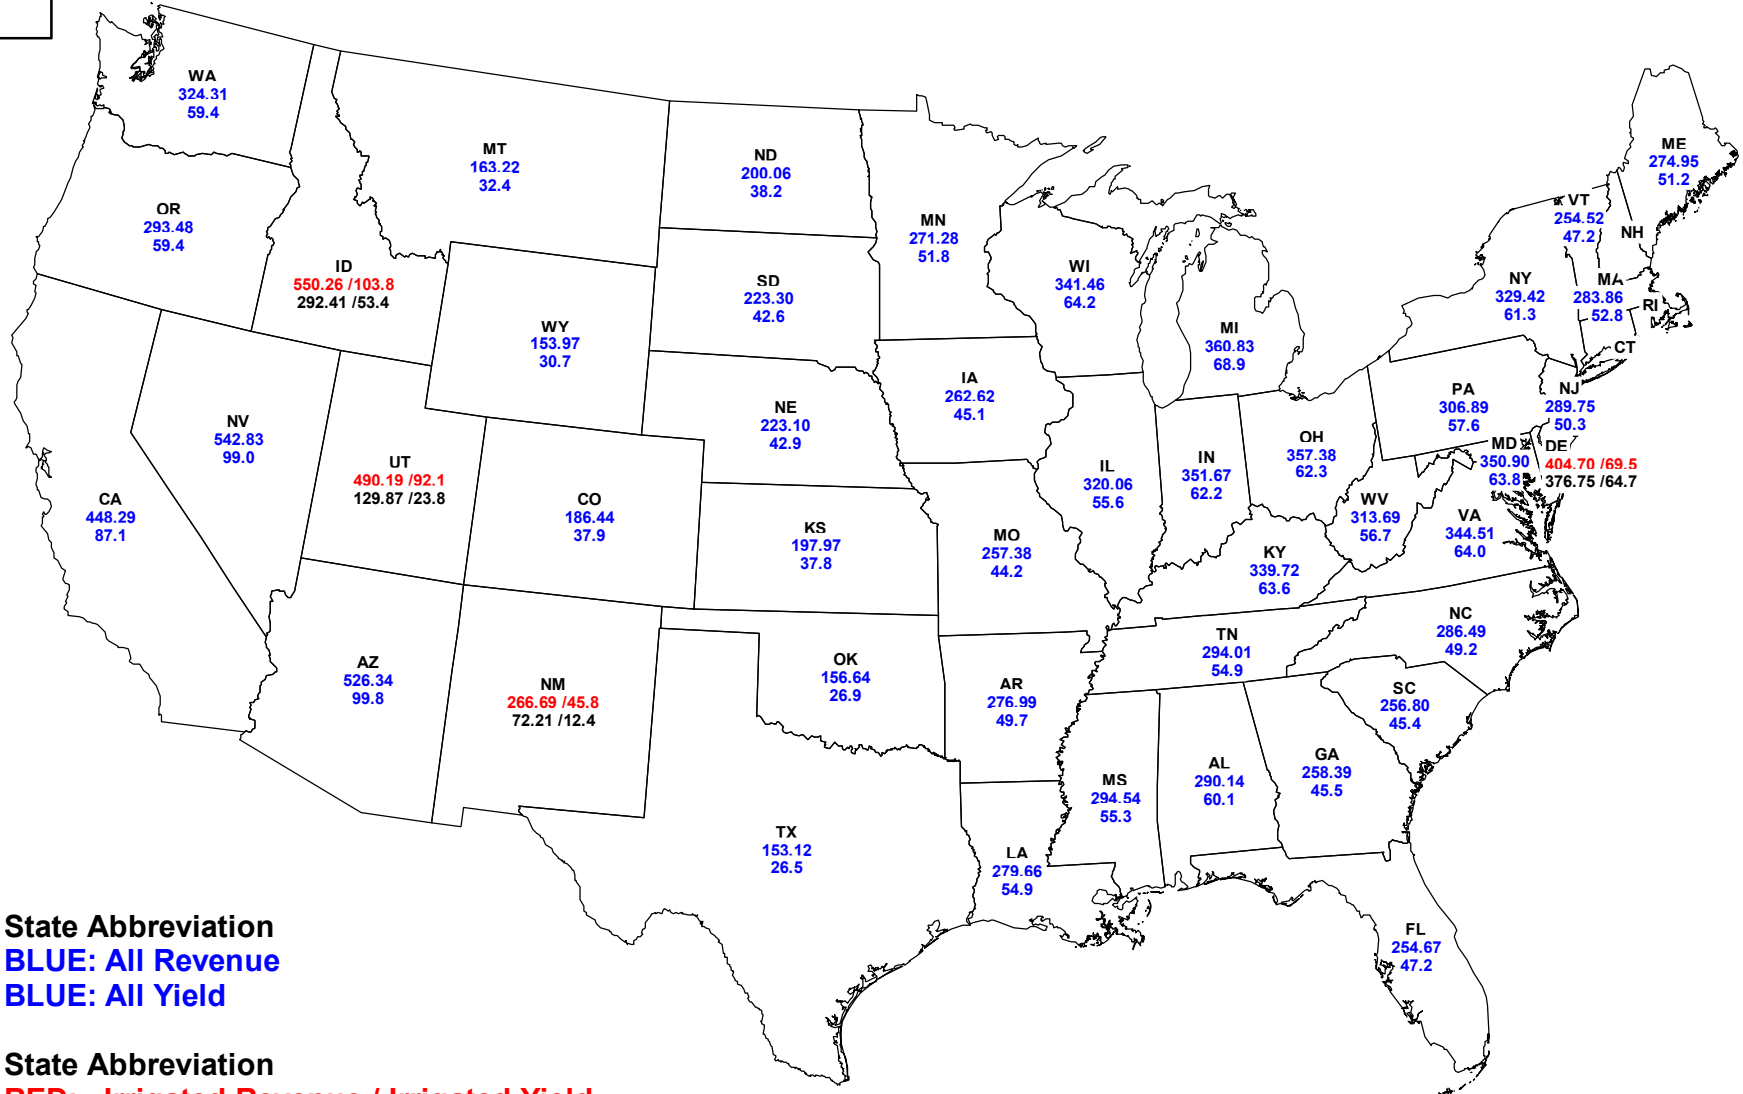 WA
324.31
59.4
OR
293.48
59.4
ID
550.26 /103.8
292.41 /53.4
MT
163.22
32.4
ND
200.06
38.2
MN
271.28
51.8
SD
223.30
42.6
WI
341.46
64.2
MI
360.83
68.9
ME
274.95
51.2
VT
254.52
47.2
NH
NY
329.42
61.3
MA
283.86
52.8
RI
CT
WY
153.97
30.7
NV
542.83
99.0
UT
490.19 /92.1
129.87 /23.8
CA
448.29
87.1
CO
186.44
37.9
NE
223.10
42.9
IA
262.62
45.1
KS
197.97
37.8
MO
257.38
44.2
IL
320.06
55.6
IN
351.67
62.2
OH
357.38
62.3
PA
306.89
57.6
NJ
289.75
50.3
MD
350.90
63.8
DE
404.70 /69.5
376.75 /64.7
WV
313.69
56.7
VA
344.51
64.0
KY
339.72
63.6
NC
286.49
49.2
TN
294.01
54.9
SC
256.80
45.4
AZ
526.34
99.8
NM
266.69 /45.8
72.21 /12.4
OK
156.64
26.9
AR
276.99
49.7
TX
153.12
26.5
LA
279.66
54.9
MS
294.54
55.3
AL
290.14
60.1
GA
258.39
45.5
FL
254.67
47.2
State Abbreviation
BLUE: All Revenue
BLUE: All Yield
State Abbreviation
RED: Irrigated Revenue / Irrigated Yield